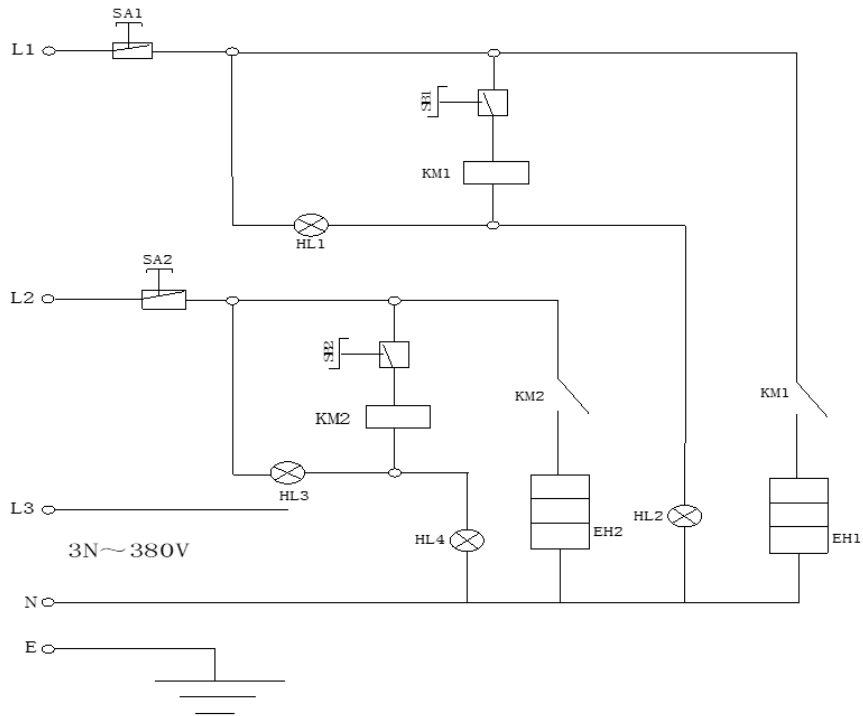 SA1
L1
SB1
KM1
HL1
SA2
L2
SB2
KM2
KM2
KM1
HL3
L3
HL4
EH2
HL2
EH1
3N～380V
N
E